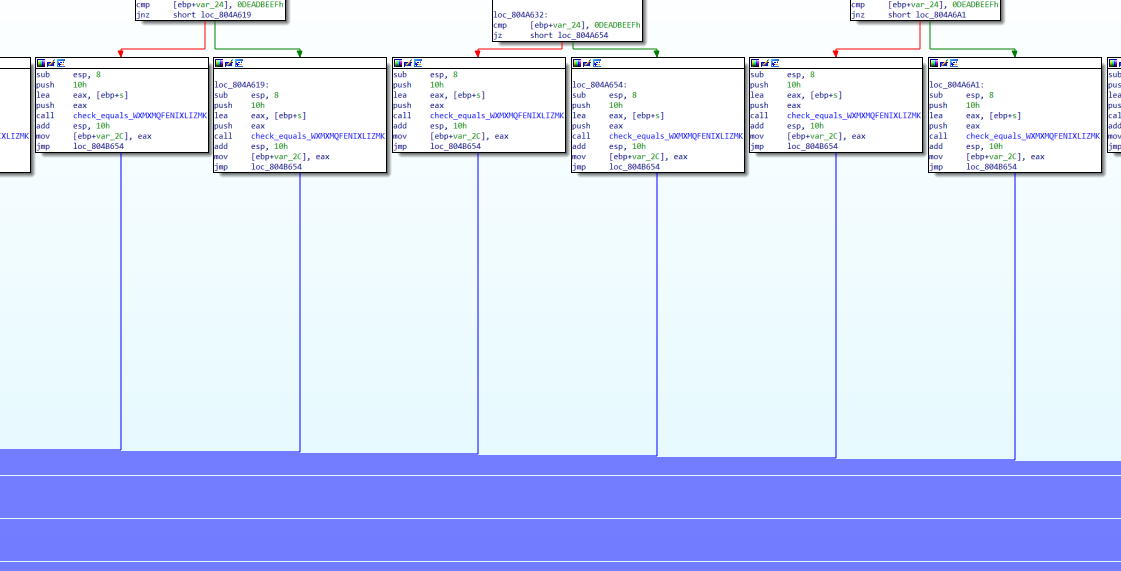 cmp [ebp+var_24], 0DEADBEEFh
jnz short loc_804A619
loc_804A632:
cmp [ebp+var_24], 0DEADBEEFh
jz short loc_804A654
cmp [ebp+var_24], 0DEADBEEFh
jnz short loc_804A6A1
XLIZMK
sub esp, 8
push 10h
lea eax, [ebp+s]
push eax
call check_equals_WXMXMQFENIXLIZMK
add esp, 10h
mov [ebp+var_2C], eax
jmp loc_804B654
loc_804A619:
sub esp, 8
push 10h
lea eax, [ebp+s]
push eax
call check_equals_WXMXMQFENIXLIZMK
add esp, 10h
mov [ebp+var_2C], eax
jmp loc_804B654
sub esp, 8
push 10h
lea eax, [ebp+s]
push eax
call check_equals_WXMXMQFENIXLIZMK
add esp, 10h
mov [ebp+var_2C], eax
jmp loc_804B654
loc_804A654:
sub esp, 8
push 10h
lea eax, [ebp+s]
push eax
call check_equals_WXMXMQFENIXLIZMK
add esp, 10h
mov [ebp+var_2C], eax
jmp loc_804B654
sub esp, 8
push 10h
lea eax, [ebp+s]
push eax
call check_equals_WXMXMQFENIXLIZMK
add esp, 10h
mov [ebp+var_2C], eax
jmp loc_804B654
loc_804A6A1:
sub esp, 8
push 10h
lea eax, [ebp+s]
push eax
call check_equals_WXMXMQFENIXLIZMK
add esp, 10h
mov [ebp+var_2C], eax
jmp loc_804B654